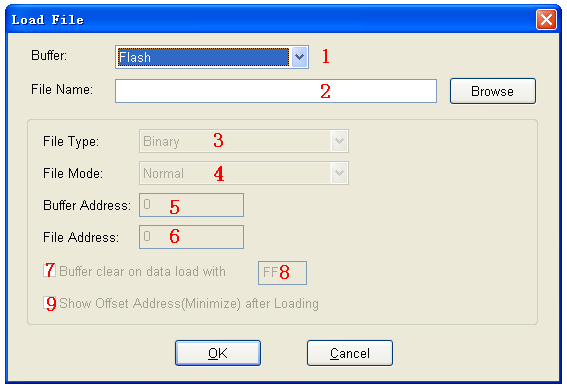 Load File
Buffer: Flash 1
File Name: 2 Browse
File Type: Binary 3
File Mode: Normal 4
Buffer Address: 0 5
File Address: 0 6
7 Buffer clear on data load with FF 8
9 Show Offset Address(Minimize) after Loading
OK Cancel